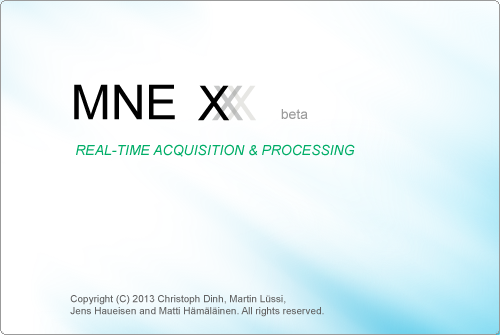 MNE X beta
REAL-TIME ACQUISITION & PROCESSING
Copyright (C) 2013 Christoph Dinh, Martin Lüssi,
Jens Haueisen and Matti Hämäläinen. All rights reserved.